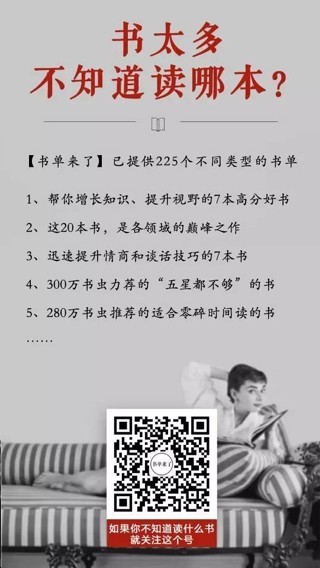 书太多
不知道读哪本?
【书单来了】已提供225个不同类型的书单
1、帮你增长知识、提升视野的7本高分好书
2、这20本书，是各领域的巅峰之作
3、迅速提升情商和谈话技巧的7本书
4、300万书虫力荐的“五星都不够”的书
5、280万书虫推荐的适合零碎时间读的书
……
书单来了
如果你不知道读什么书
就关注这个号